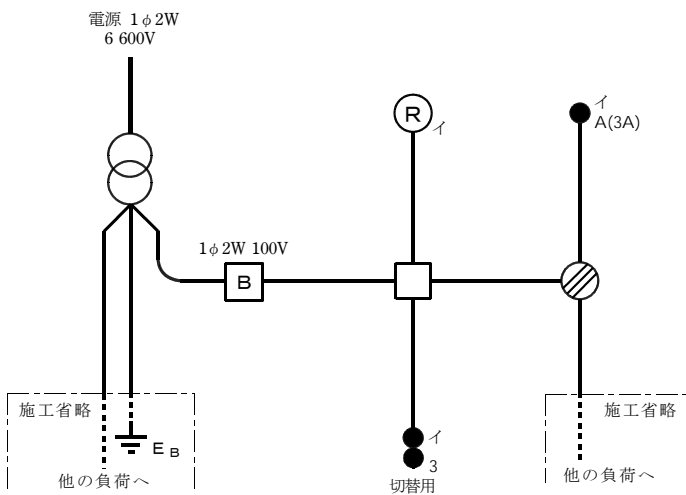 電源 1φ2W
6 600V
R
イ
イ
A(3A)
1φ2W 100V
B
施工省略
EB
他の負荷へ
イ
3
切替用
施工省略
他の負荷へ